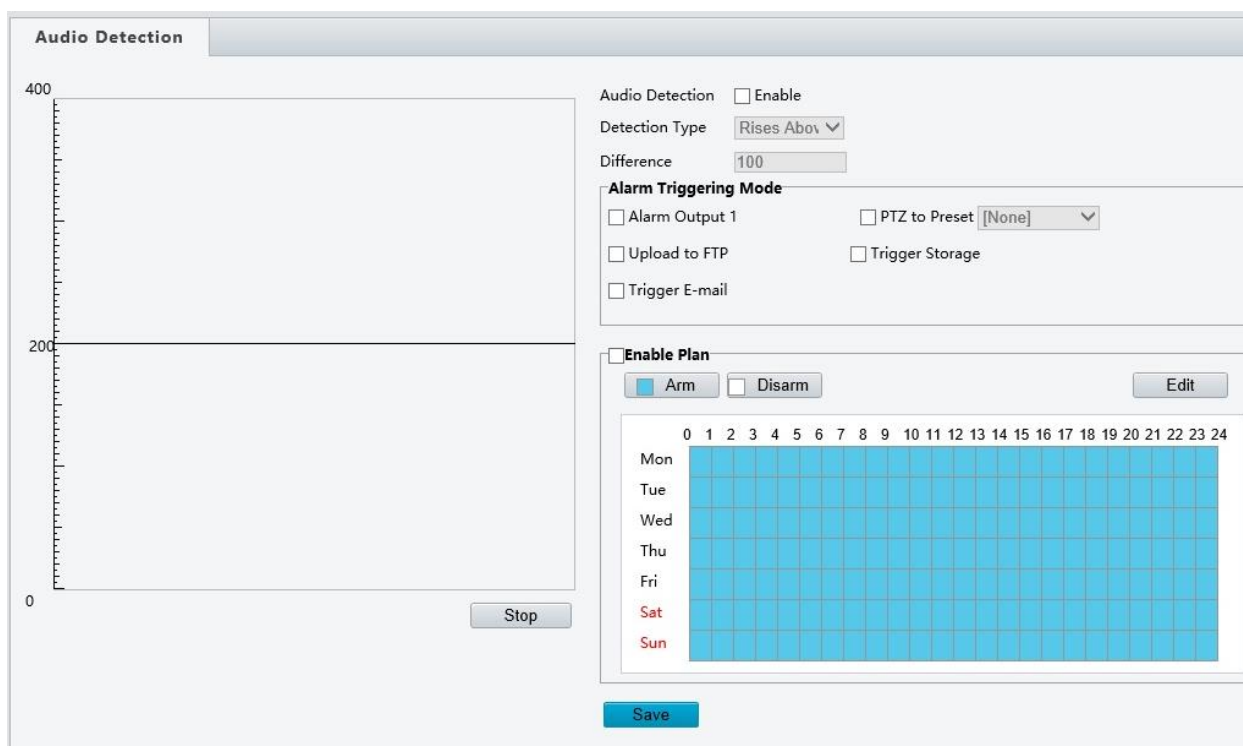 Audio Detection
400
200
0
Stop
Audio Detection Enable
Detection Type Rises Abov
Difference 100
Alarm Triggering Mode
Alarm Output 1 PTZ to Preset [None]
Upload to FTP Trigger Storage
Trigger E-mail
Enable Plan
Arm Disarm Edit
0 1 2 3 4 5 6 7 8 9 10 11 12 13 14 15 16 17 18 19 20 21 22 23 24
Mon
Tue
Wed
Thu
Fri
Sat
Sun
Save